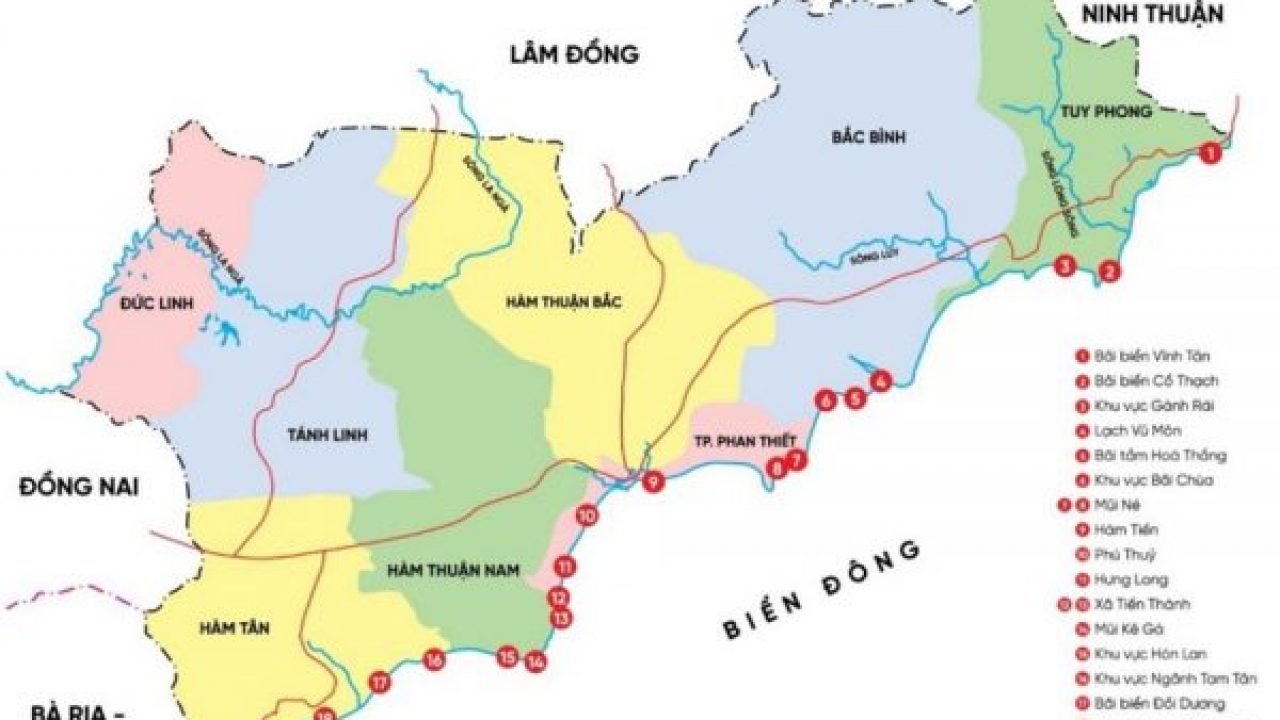 NINH THUẬN
LÂM ĐỒNG
TUY PHONG
BẮC BÌNH
1
SÔNG LA NGÀ
SÔNG LÒNG SÔNG
SÔNG LA NGÀ
SÔNG LŨY
3
2
ĐỨC LINH
HÀM THUẬN BẮC
4
5
6
TÁNH LINH
TP. PHAN THIẾT
7
8
9
ĐỒNG NAI
10
11
HÀM THUẬN NAM
12
13
BIỂN ĐÔNG
HÀM TÂN
14
15
16
17
18
BÀ RỊA -
1 Bãi biển Vĩnh Tân
2 Bãi biển Cổ Thạch
3 Khu vực Gành Rái
4 Lạch Vũ Môn
5 Bãi tắm Hoà Thắng
6 Khu vực Bãi Chùa
7 8 Mũi Né
9 Hàm Tiến
10 Phú Thuỷ
11 Hưng Long
12 13 Xã Tiến Thành
14 Mũi Kê Gà
15 Khu vực Hòn Lan
16 Khu vực Ngãnh Tam Tân
17 Bãi biển Đồi Dương